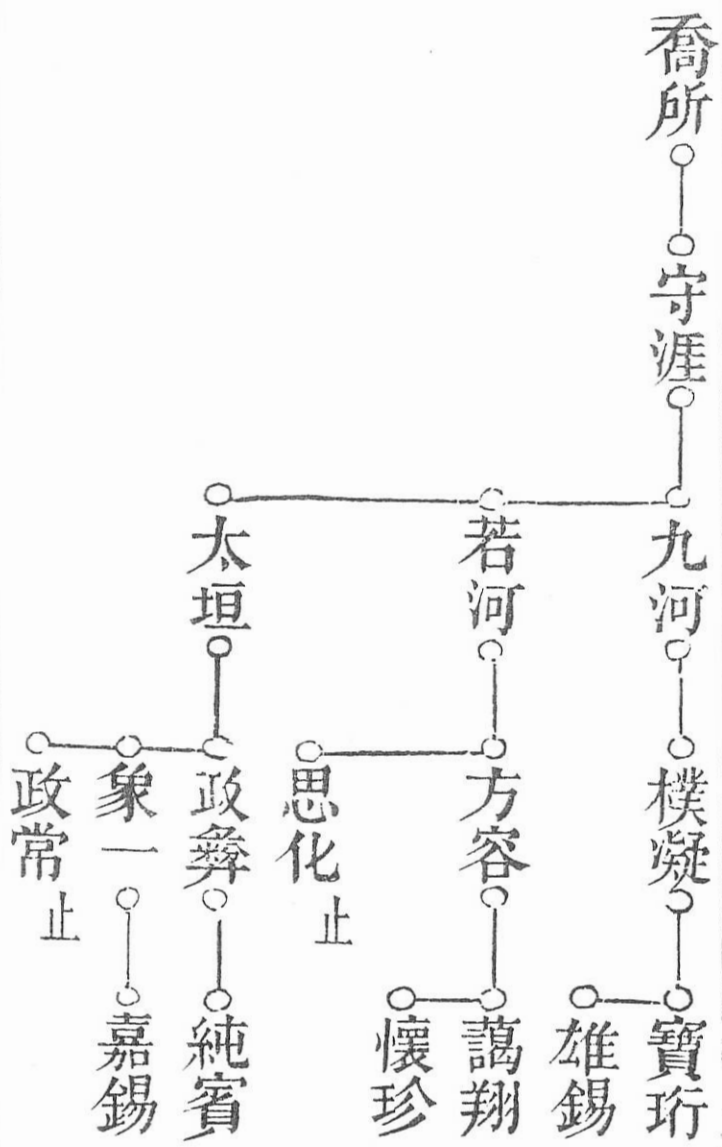 喬所
守涯
九河
若河
太垣
樸凝
方容
思化
止
政彝
象一
政常
止
寶珩
雄錫
藹翔
懷珍
純賓
嘉錫